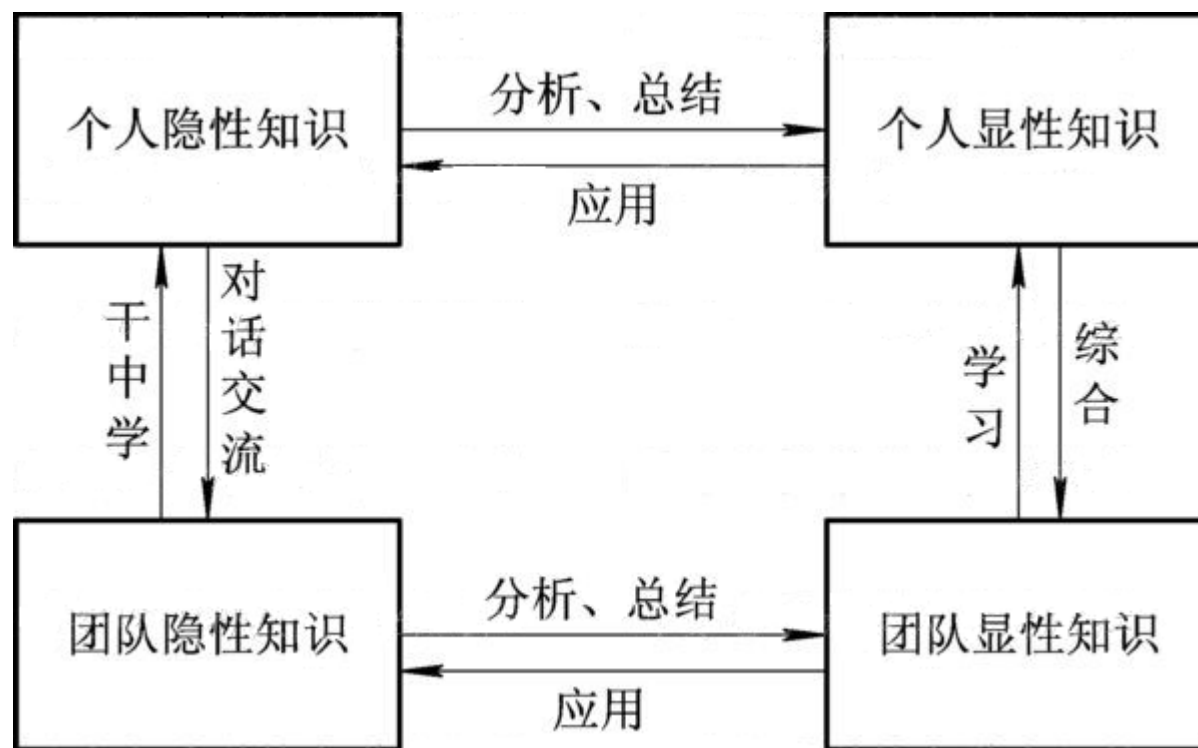 分析、总结
个人隐性知识
个人显性知识
应用
干中学
对话交流
学习
综合
分析、总结
团队隐性知识
团队显性知识
应用